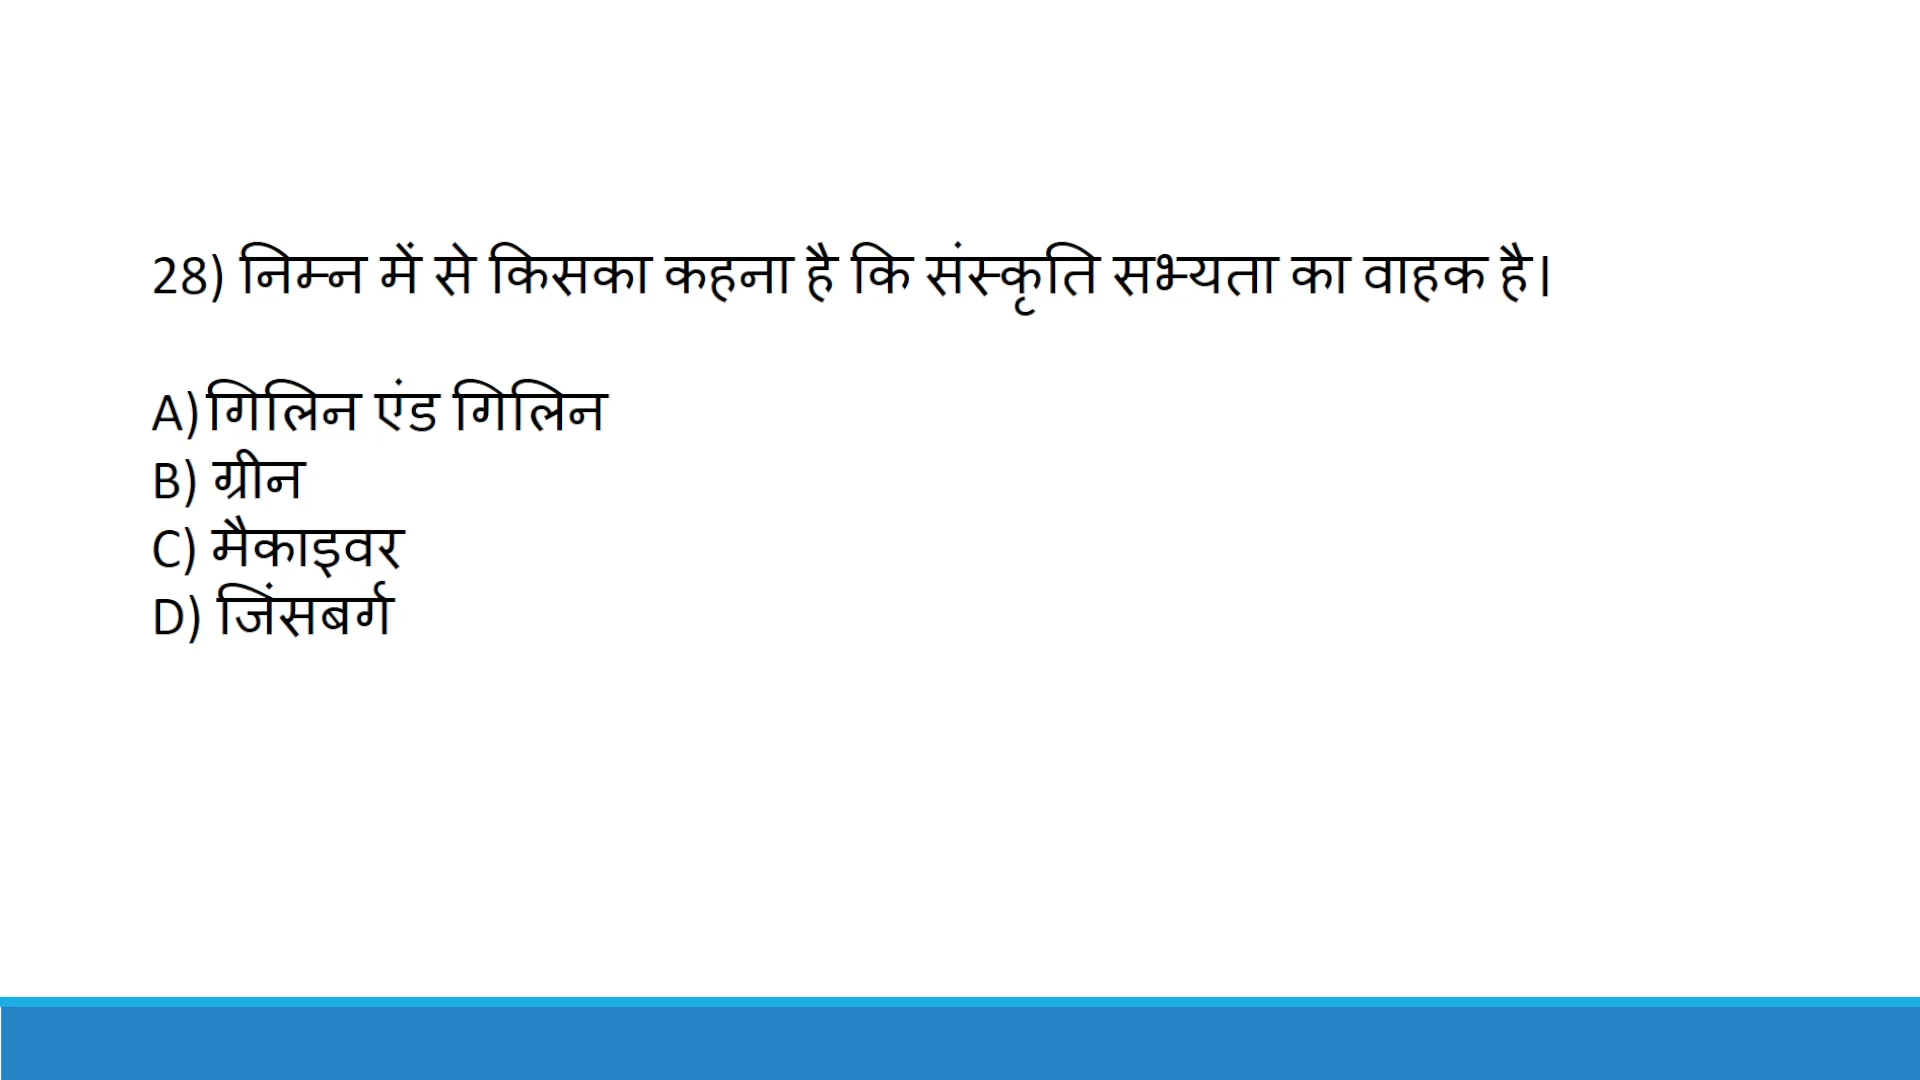 28) निम्न में से किसका कहना है कि संस्कृति सभ्यता का वाहक है।
A) गिलिन एंड गिलिन
B) ग्रीन
C) मैकाइवर
D) जिंसबर्ग